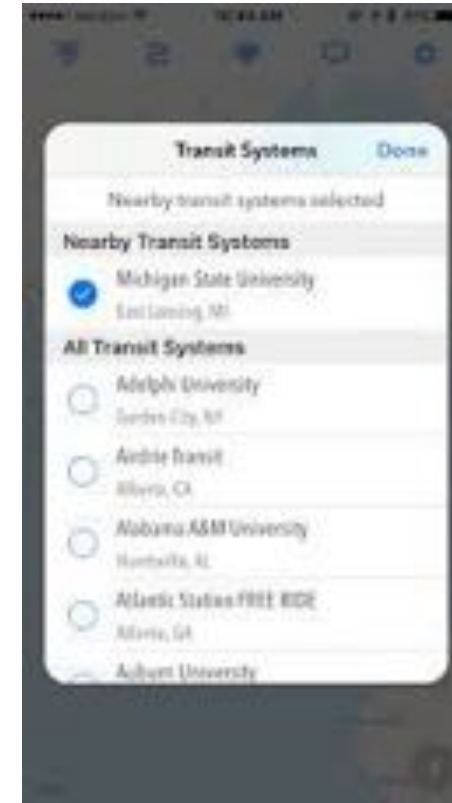 Transit Systems Done
Nearby transit systems selected
Nearby Transit Systems
Michigan State University
East Lansing, MI
All Transit Systems
Adelphi University
Garden City, NY
Airdrie Transit
Alberta, CA
Alabama A&M University
Huntsville, AL
Atlantic Station FREE RIDE
Atlanta, GA
Auburn University